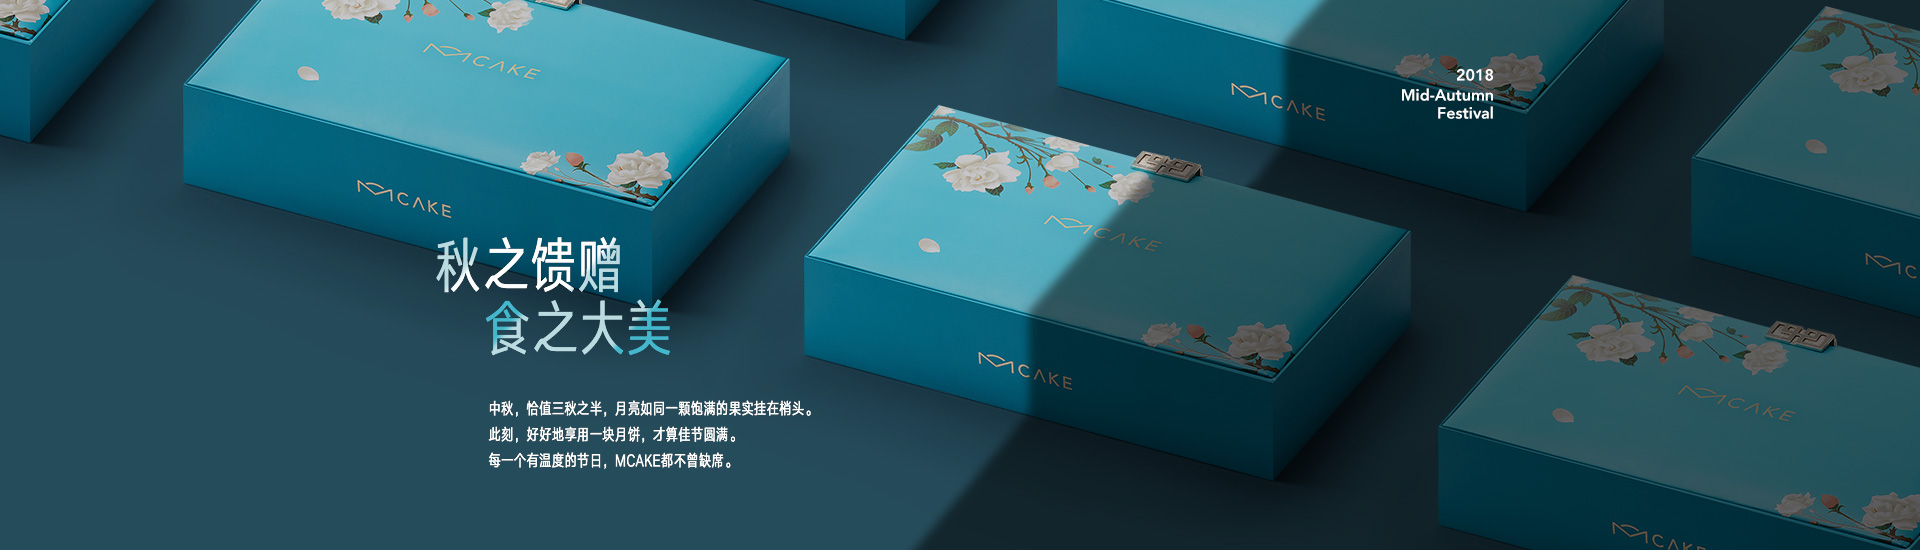 MCAKE
MCAKE
MCAKE
2018
Mid-Autumn
Festival
MCAKE
MCAKE
秋之馈赠
食之大美
中秋，恰值三秋之半，月亮如同一颗饱满的果实挂在梢头。
此刻，好好地享用一块月饼，才算佳节圆满。
每一个有温度的节日，MCAKE都不曾缺席。
MCAKE
MCAKE